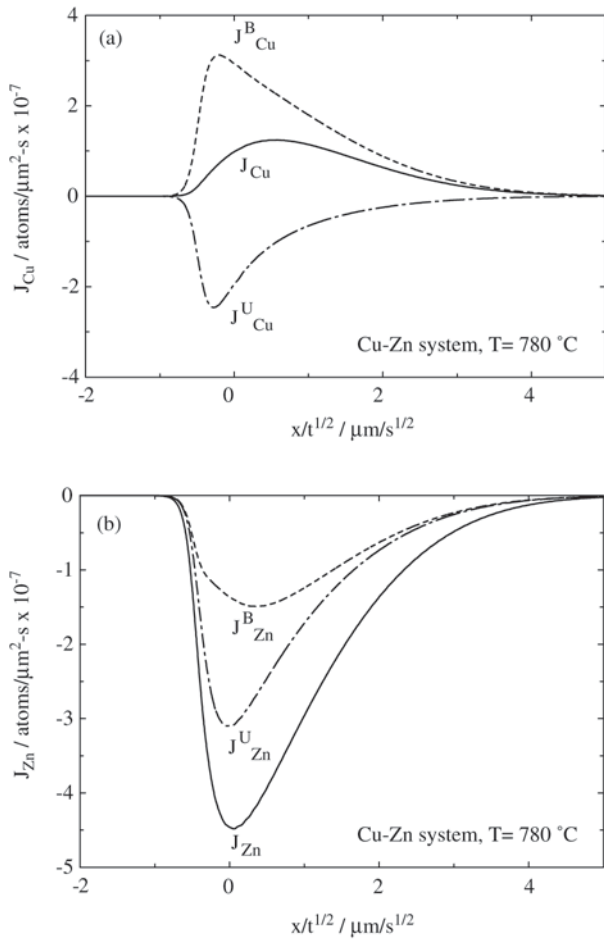 (a)
J^B_Cu
J_Cu
J^U_Cu
4
2
0
-2
-4
J_Cu / atoms/μm²-s x 10⁻⁷
Cu-Zn system, T= 780 ˚C
-2 0 2 4
x/t^1/2 / μm/s^1/2
(b)
0
-1
-2
-3
-4
-5
J_Zn / atoms/μm²-s x 10⁻⁷
J^B_Zn
J^U_Zn
J_Zn
Cu-Zn system, T= 780 ˚C
-2 0 2 4
x/t^1/2 / μm/s^1/2